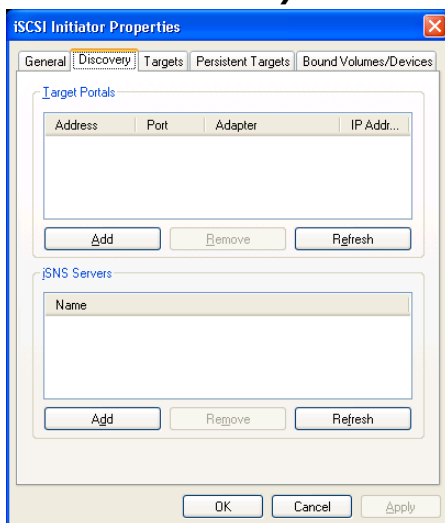 iSCSI Initiator Properties
General Discovery Targets Persistent Targets Bound Volumes/Devices
Target Portals
Address Port Adapter IP Addr...
Add Remove Refresh
iSNS Servers
Name
Add Remove Refresh
OK Cancel Apply